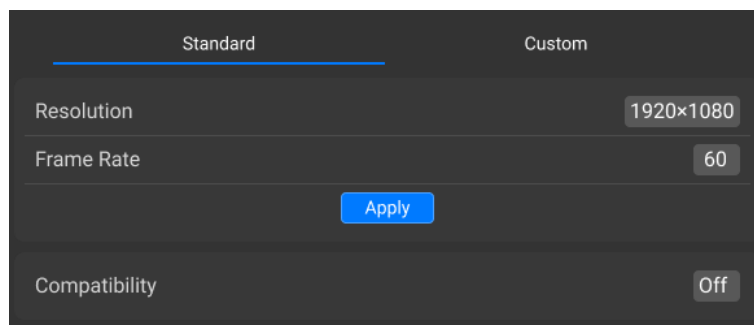 Standard Custom
Resolution 1920×1080
Frame Rate 60
Apply
Compatibility Off